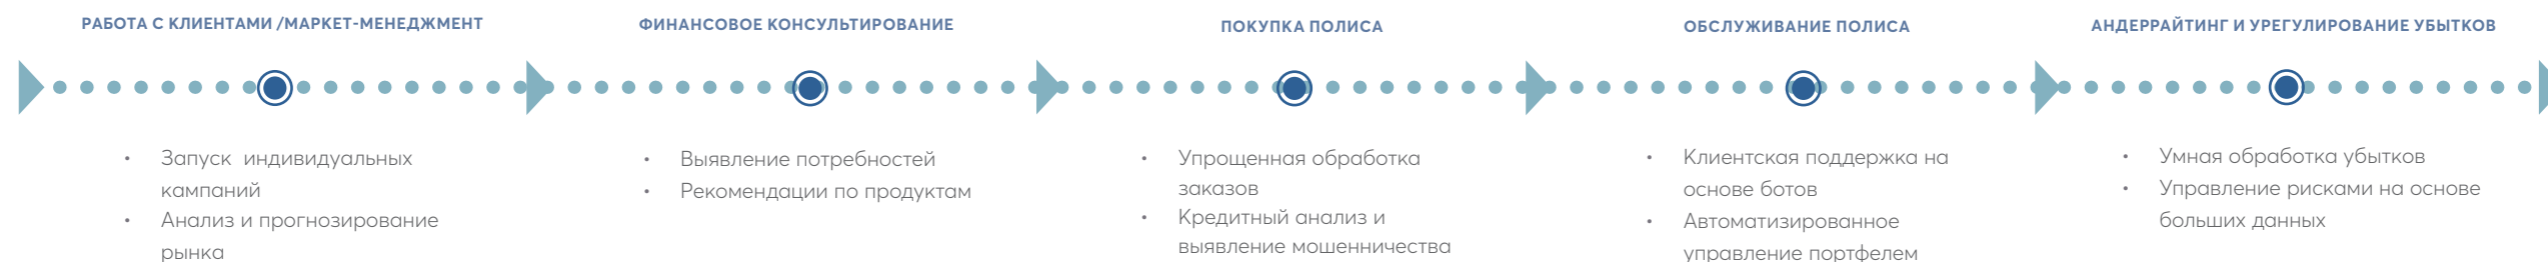 РАБОТА С КЛИЕНТАМИ /МАРКЕТ-МЕНЕДЖМЕНТ
• Запуск индивидуальных
кампаний
• Анализ и прогнозирование
рынка
ФИНАНСОВОЕ КОНСУЛЬТИРОВАНИЕ
• Выявление потребностей
• Рекомендации по продуктам
ПОКУПКА ПОЛИСА
• Упрощенная обработка
заказов
• Кредитный анализ и
выявление мошенничества
ОБСЛУЖИВАНИЕ ПОЛИСА
• Клиентская поддержка на
основе ботов
• Автоматизированное
управление портфелем
АНДЕРРАЙТИНГ И УРЕГУЛИРОВАНИЕ УБЫТКОВ
• Умная обработка убытков
• Управление рисками на основе
больших данных